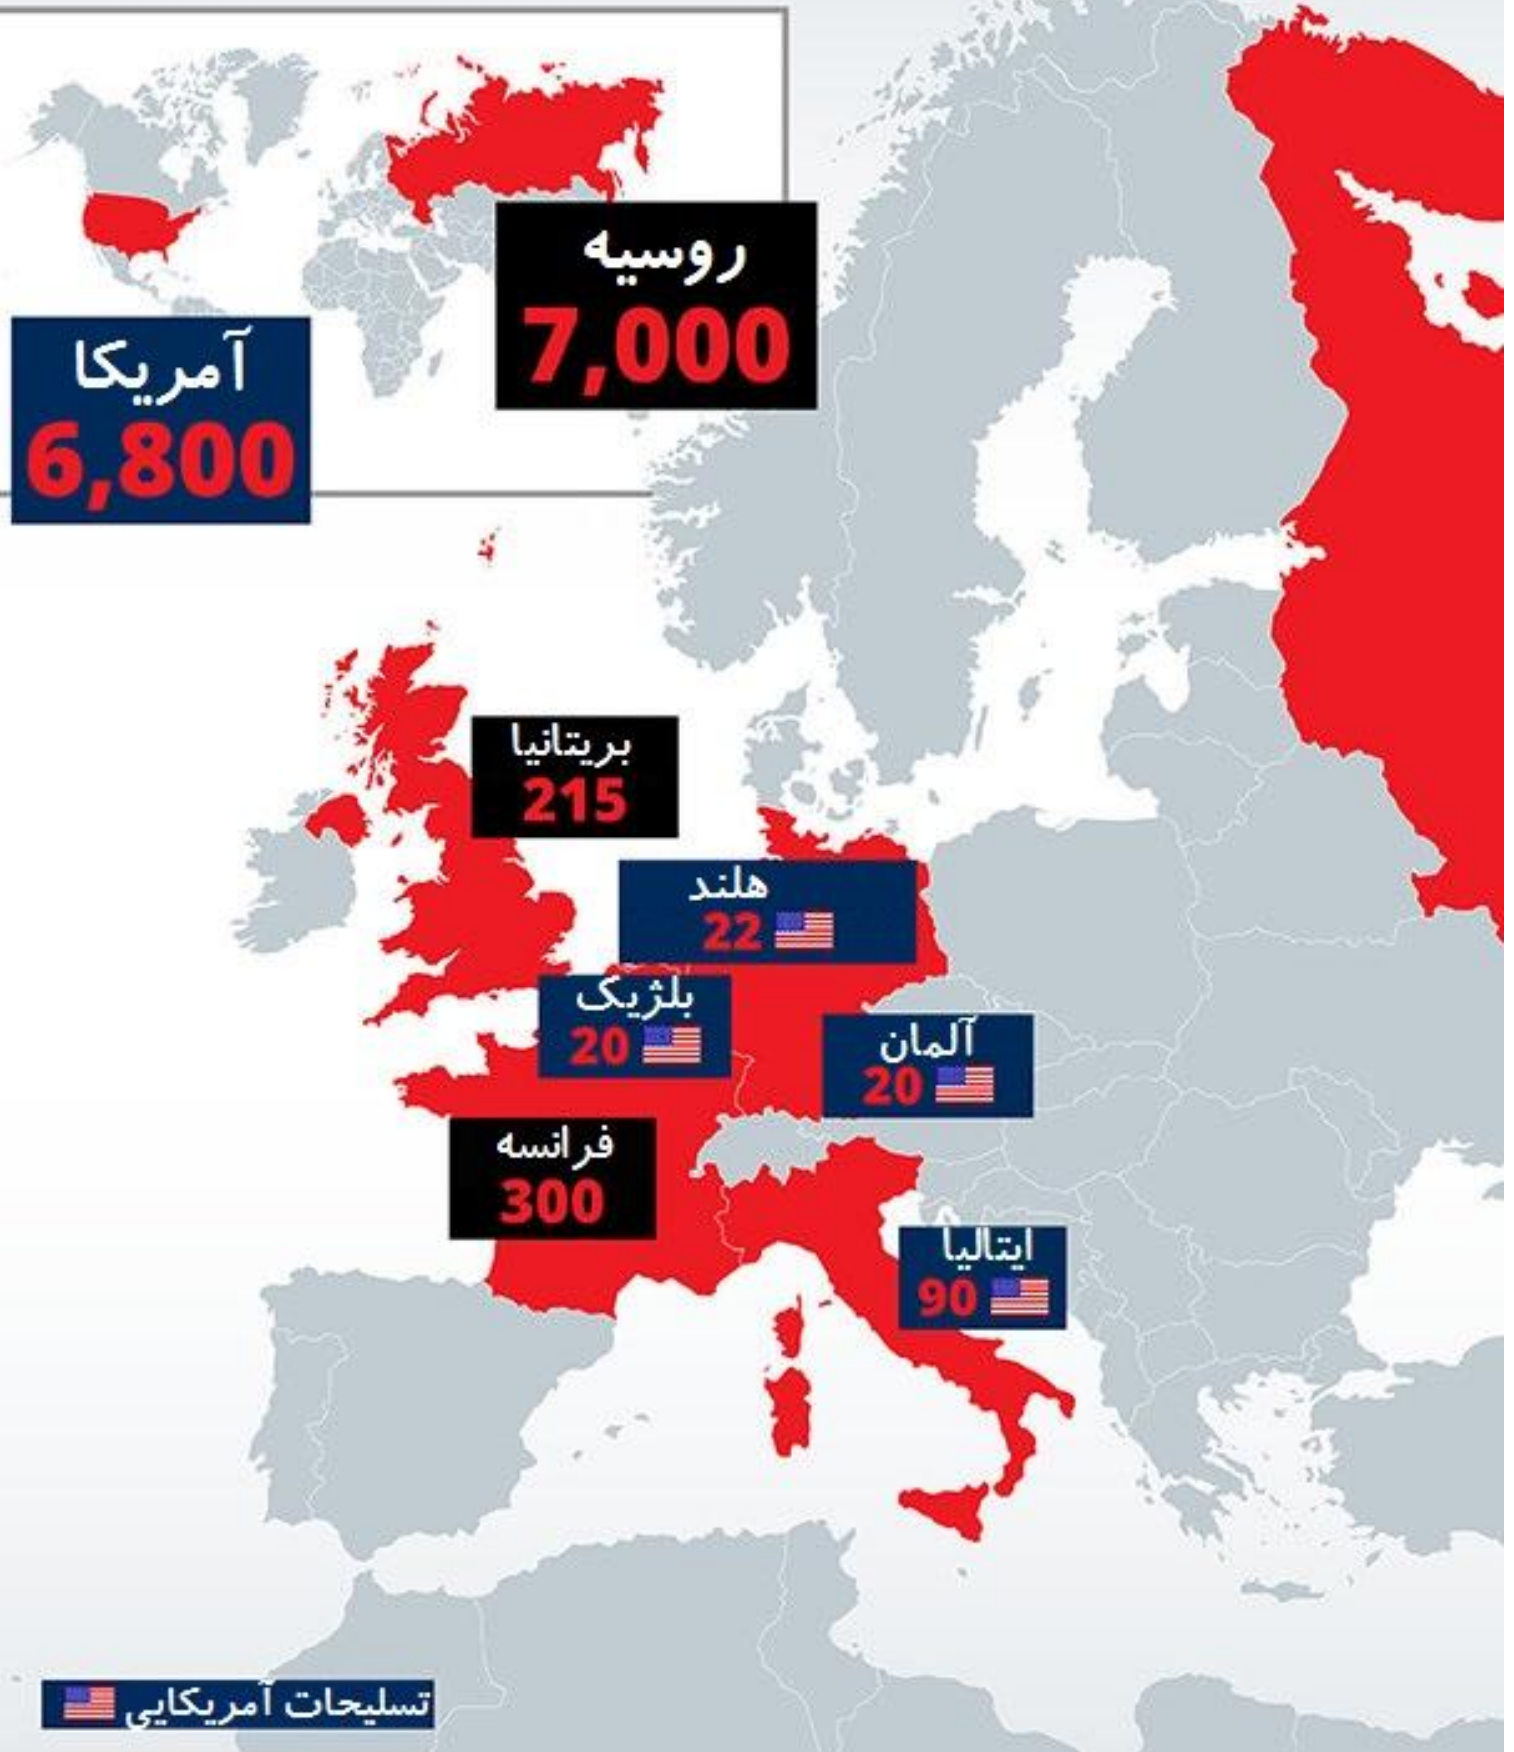 روسیه
7,000
آمریکا
6,800
بریتانیا
215
هلند
22
بلژیک
20
آلمان
20
فرانسه
300
ایتالیا
90
تسلیحات آمریکایی